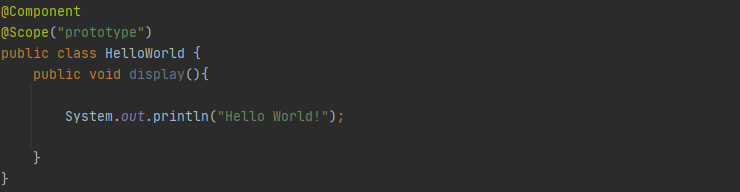 @Component
@Scope("prototype")
public class HelloWorld {
    public void display(){
        System.out.println("Hello World!");
    }
}